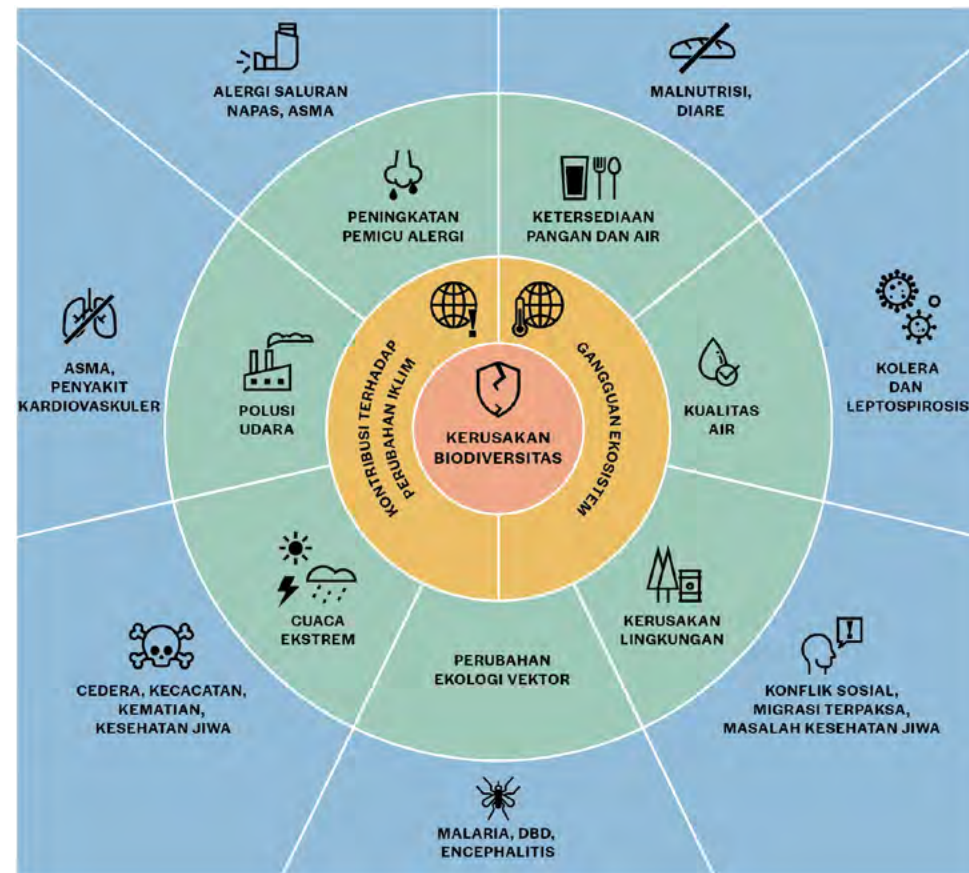 ALERGI SALURAN
NAPAS, ASMA
MALNUTRISI,
DIARE
PENINGKATAN
PEMICU ALERGI
KETERSEDIAAN
PANGAN DAN AIR
ASMA,
PENYAKIT
KARDIOVASKULER
POLUSI
UDARA
KONTRIBUSI TERHADAP
PERUBAHAN IKLIM
KERUSAKAN
BIODIVERSITAS
GANGGUAN EKOSISTEM
KUALITAS
AIR
KOLERA
DAN
LEPTOSPIROSIS
CUACA
EKSTREM
PERUBAHAN
EKOLOGI VEKTOR
KERUSAKAN
LINGKUNGAN
CEDERA, KECACATAN,
KEMATIAN,
KESEHATAN JIWA
MALARIA, DBD,
ENCEPHALITIS
KONFLIK SOSIAL,
MIGRASI TERPAKSA,
MASALAH KESEHATAN JIWA